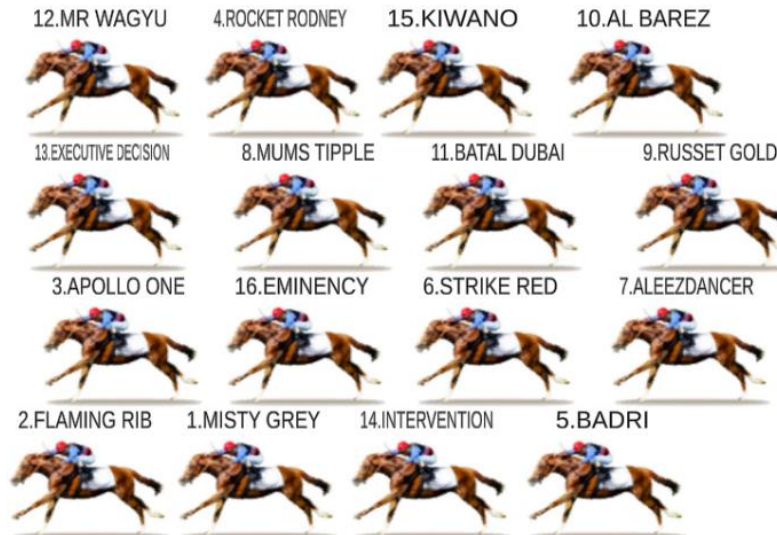 12.MR WAGYU 4.ROCKET RODNEY 15.KIWANO 10.AL BAREZ
13.EXECUTIVE DECISION 8.MUMS TIPPLE 11.BATAL DUBAI 9.RUSSET GOLD
3.APOLLO ONE 16.EMINENCY 6.STRIKE RED 7.ALEEZDANCER
2.FLAMING RIB 1.MISTY GREY 14.INTERVENTION 5.BADRI